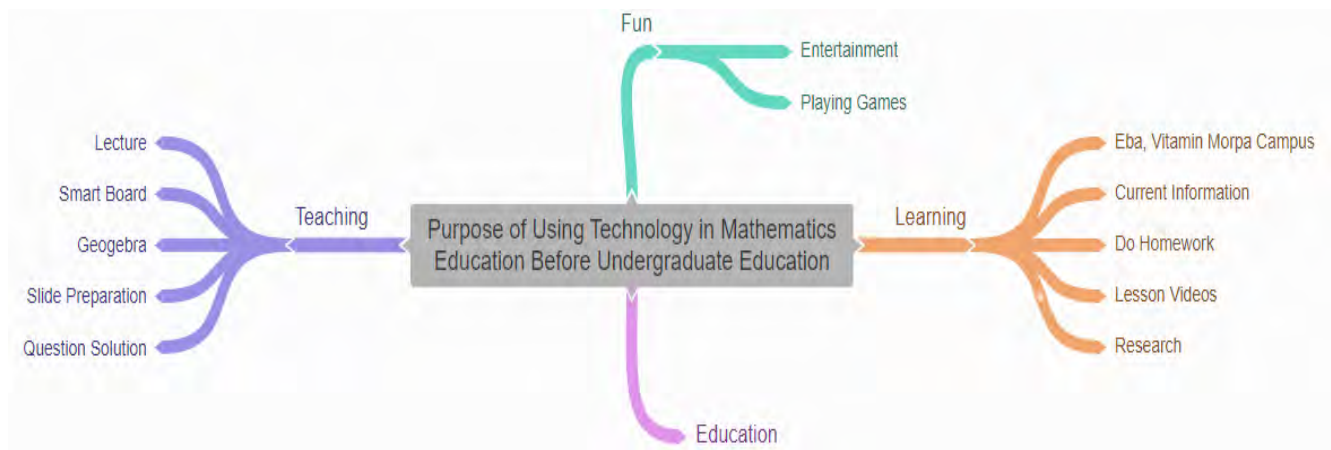 Fun
Entertainment
Playing Games
Lecture
Smart Board
Geogebra
Slide Preparation
Question Solution
Teaching
Purpose of Using Technology in Mathematics
Education Before Undergraduate Education
Learning
Eba, Vitamin Morpa Campus
Current Information
Do Homework
Lesson Videos
Research
Education